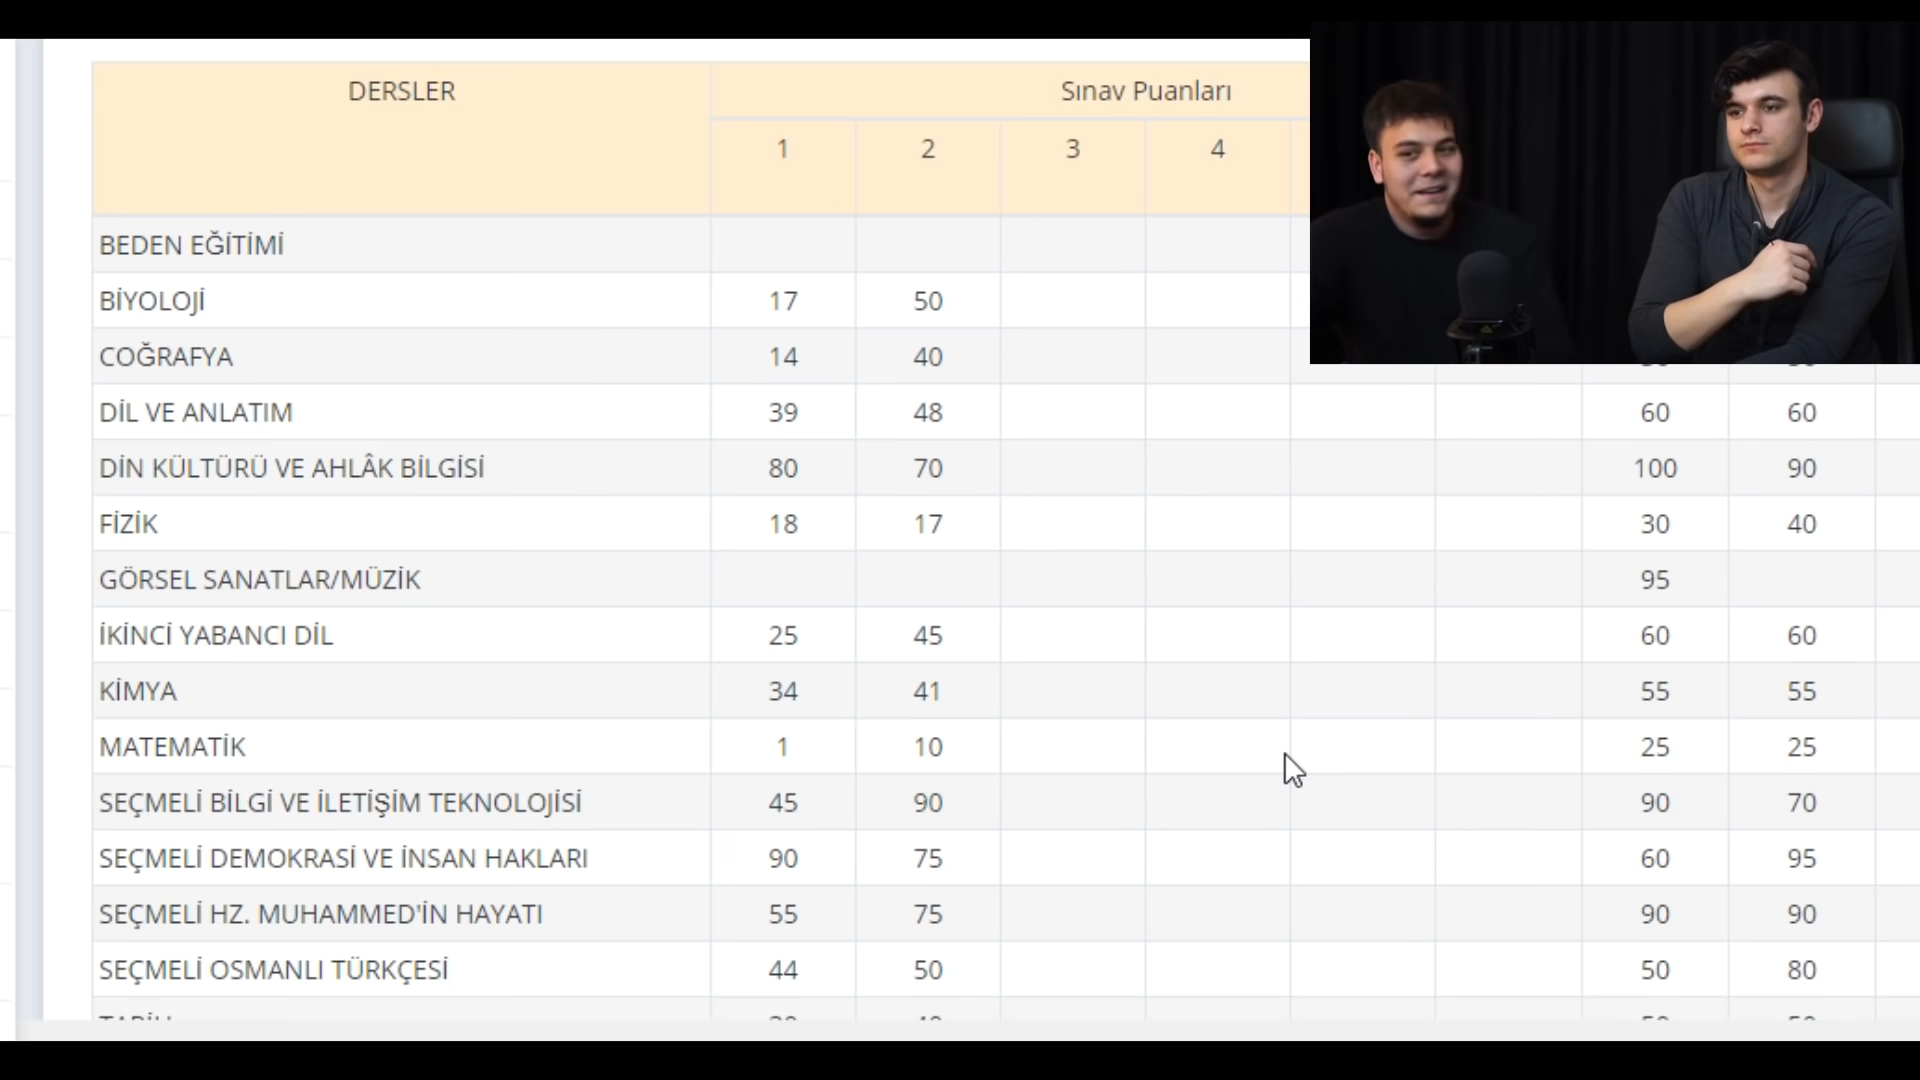 DERSLER Sınav Puanları
1 2 3 4
BEDEN EĞİTİMİ
BİYOLOJİ 17 50
COĞRAFYA 14 40
DİL VE ANLATIM 39 48 60 60
DİN KÜLTÜRÜ VE AHLÂK BİLGİSİ 80 70 100 90
FİZİK 18 17 30 40
GÖRSEL SANATLAR/MÜZİK 95
İKİNCİ YABANCI DİL 25 45 60 60
KİMYA 34 41 55 55
MATEMATİK 1 10 25 25
SEÇMELİ BİLGİ VE İLETİŞİM TEKNOLOJİSİ 45 90 90 70
SEÇMELİ DEMOKRASİ VE İNSAN HAKLARI 90 75 60 95
SEÇMELİ HZ. MUHAMMED'İN HAYATI 55 75 90 90
SEÇMELİ OSMANLI TÜRKÇESİ 44 50 50 80